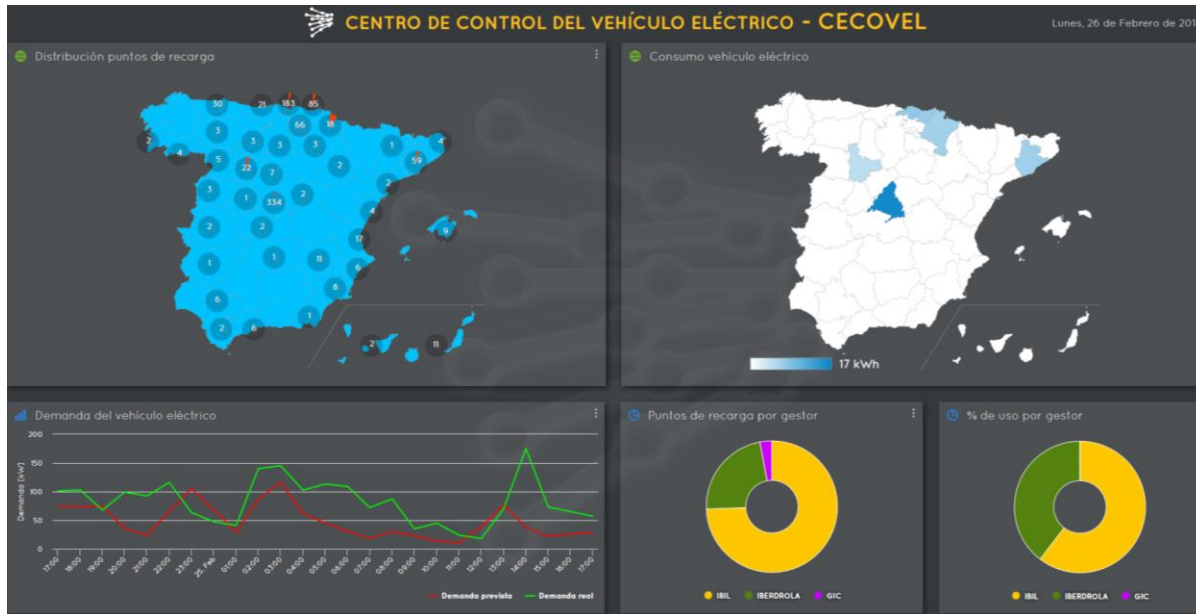 CENTRO DE CONTROL DEL VEHÍCULO ELÉCTRICO - CECOVEL
Lunes, 26 de Febrero de 201
Distribución puntos de recarga
30 21 183 85
3 66 18
2 3 3 3 1 4
4 5 22 7 2 59
3 1 334 2 2
4
2 2 17 9
1 1 11 6
6 8
2 6 1
2 11
Consumo vehículo eléctrico
17 kWh
Demanda del vehículo eléctrico
Demanda (kW)
200
150
100
50
0
17:00 18:00 19:00 20:00 21:00 22:00 23:00 25. Feb 01:00 02:00 03:00 04:00 05:00 06:00 07:00 08:00 09:00 10:00 11:00 12:00 13:00 14:00 15:00 16:00 17:00
Demanda prevista Demanda real
Puntos de recarga por gestor
IBIL IBERDROLA GIC
% de uso por gestor
IBIL IBERDROLA GIC